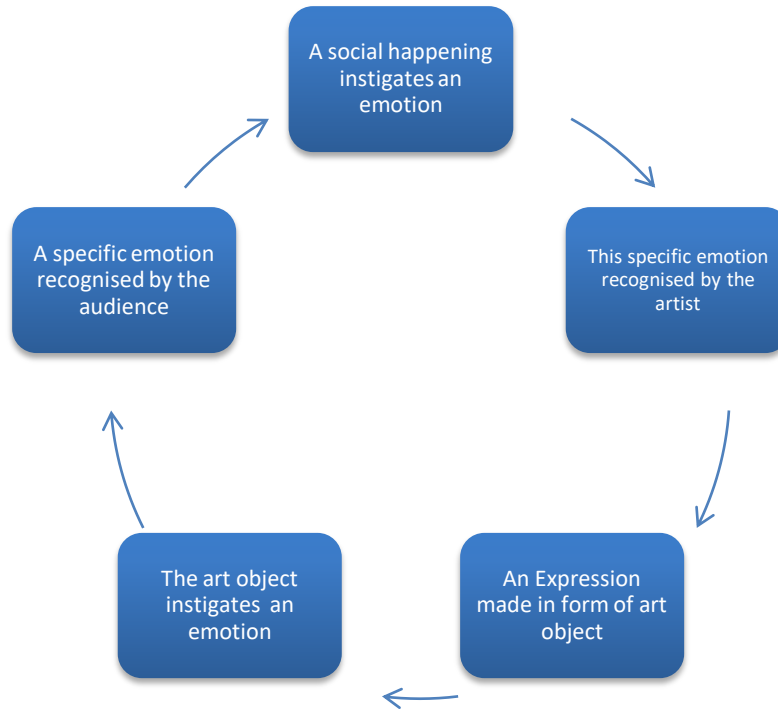 A social happening
instigates an
emotion
This specific emotion
recognised by the
artist
An Expression
made in form of art
object
The art object
instigates an
emotion
A specific emotion
recognised by the
audience